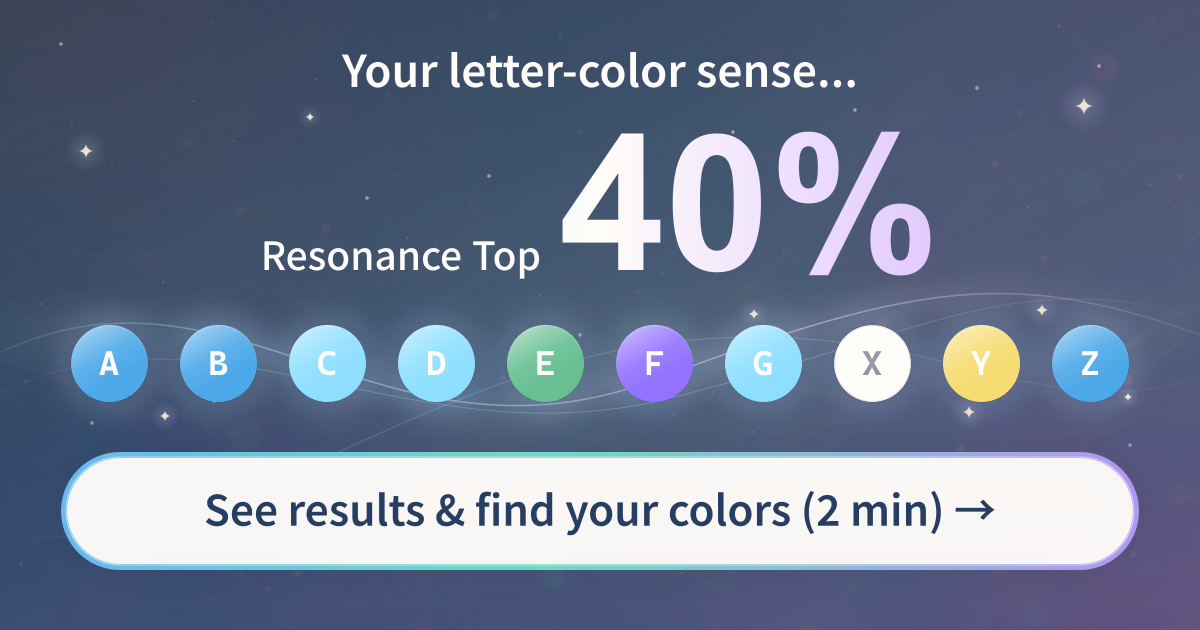 Your letter-color sense...
Resonance Top 40%
A B C D E F G X Y Z
See results & find your colors (2 min) →